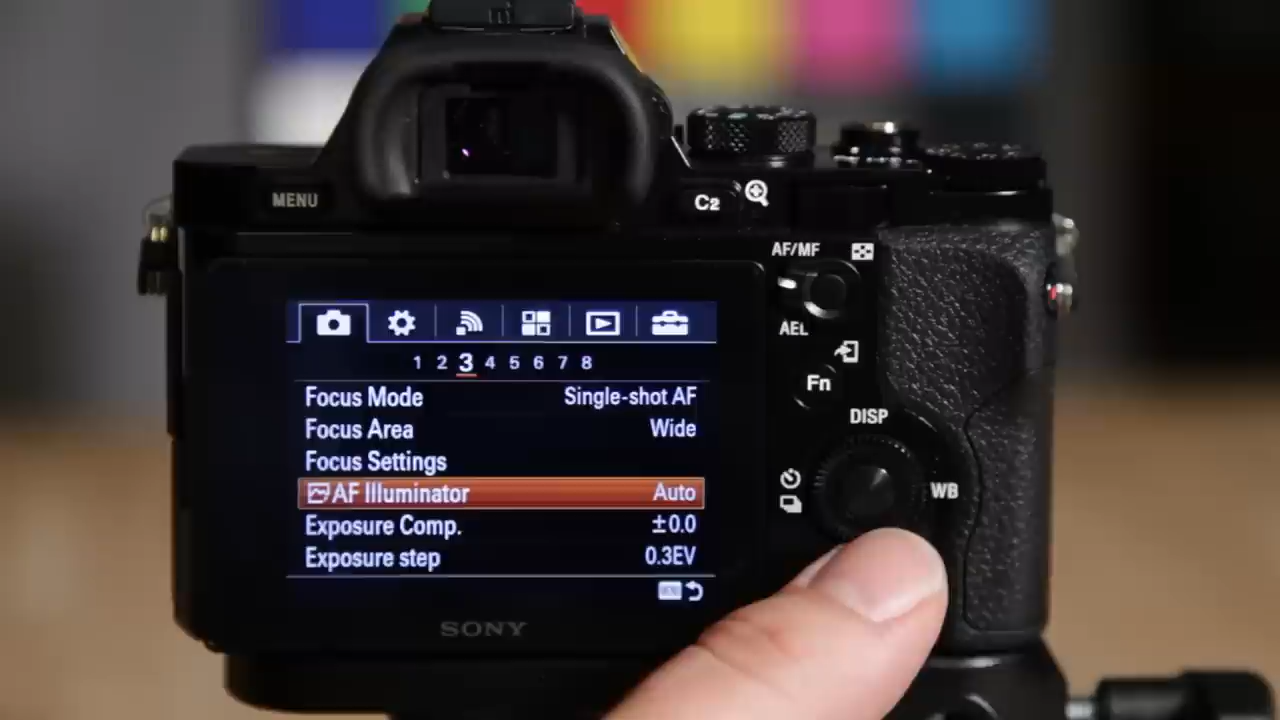 MENU
C2
AF/MF
AEL
Fn
DISP
WB
1 2 3 4 5 6 7 8
Focus Mode Single-shot AF
Focus Area Wide
Focus Settings
AF Illuminator Auto
Exposure Comp. ±0.0
Exposure step 0.3EV
SONY